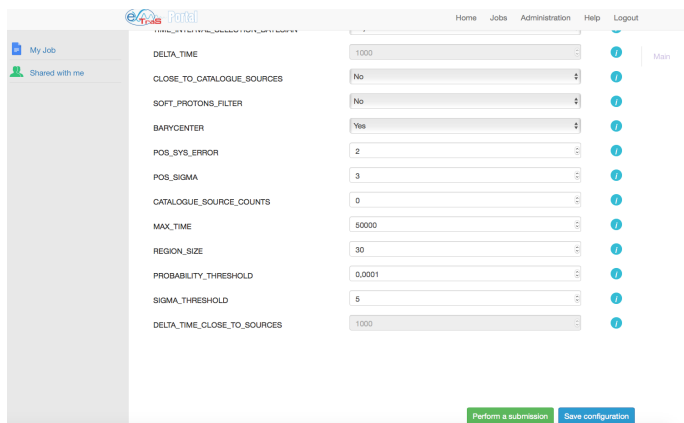 eXTraS Portal
Home Jobs Administration Help Logout
My Job
Shared with me
Main
DELTA_TIME 1000
CLOSE_TO_CATALOGUE_SOURCES No
SOFT_PROTONS_FILTER No
BARYCENTER Yes
POS_SYS_ERROR 2
POS_SIGMA 3
CATALOGUE_SOURCE_COUNTS 0
MAX_TIME 50000
REGION_SIZE 30
PROBABILITY_THRESHOLD 0,0001
SIGMA_THRESHOLD 5
DELTA_TIME_CLOSE_TO_SOURCES 1000
Perform a submission Save configuration